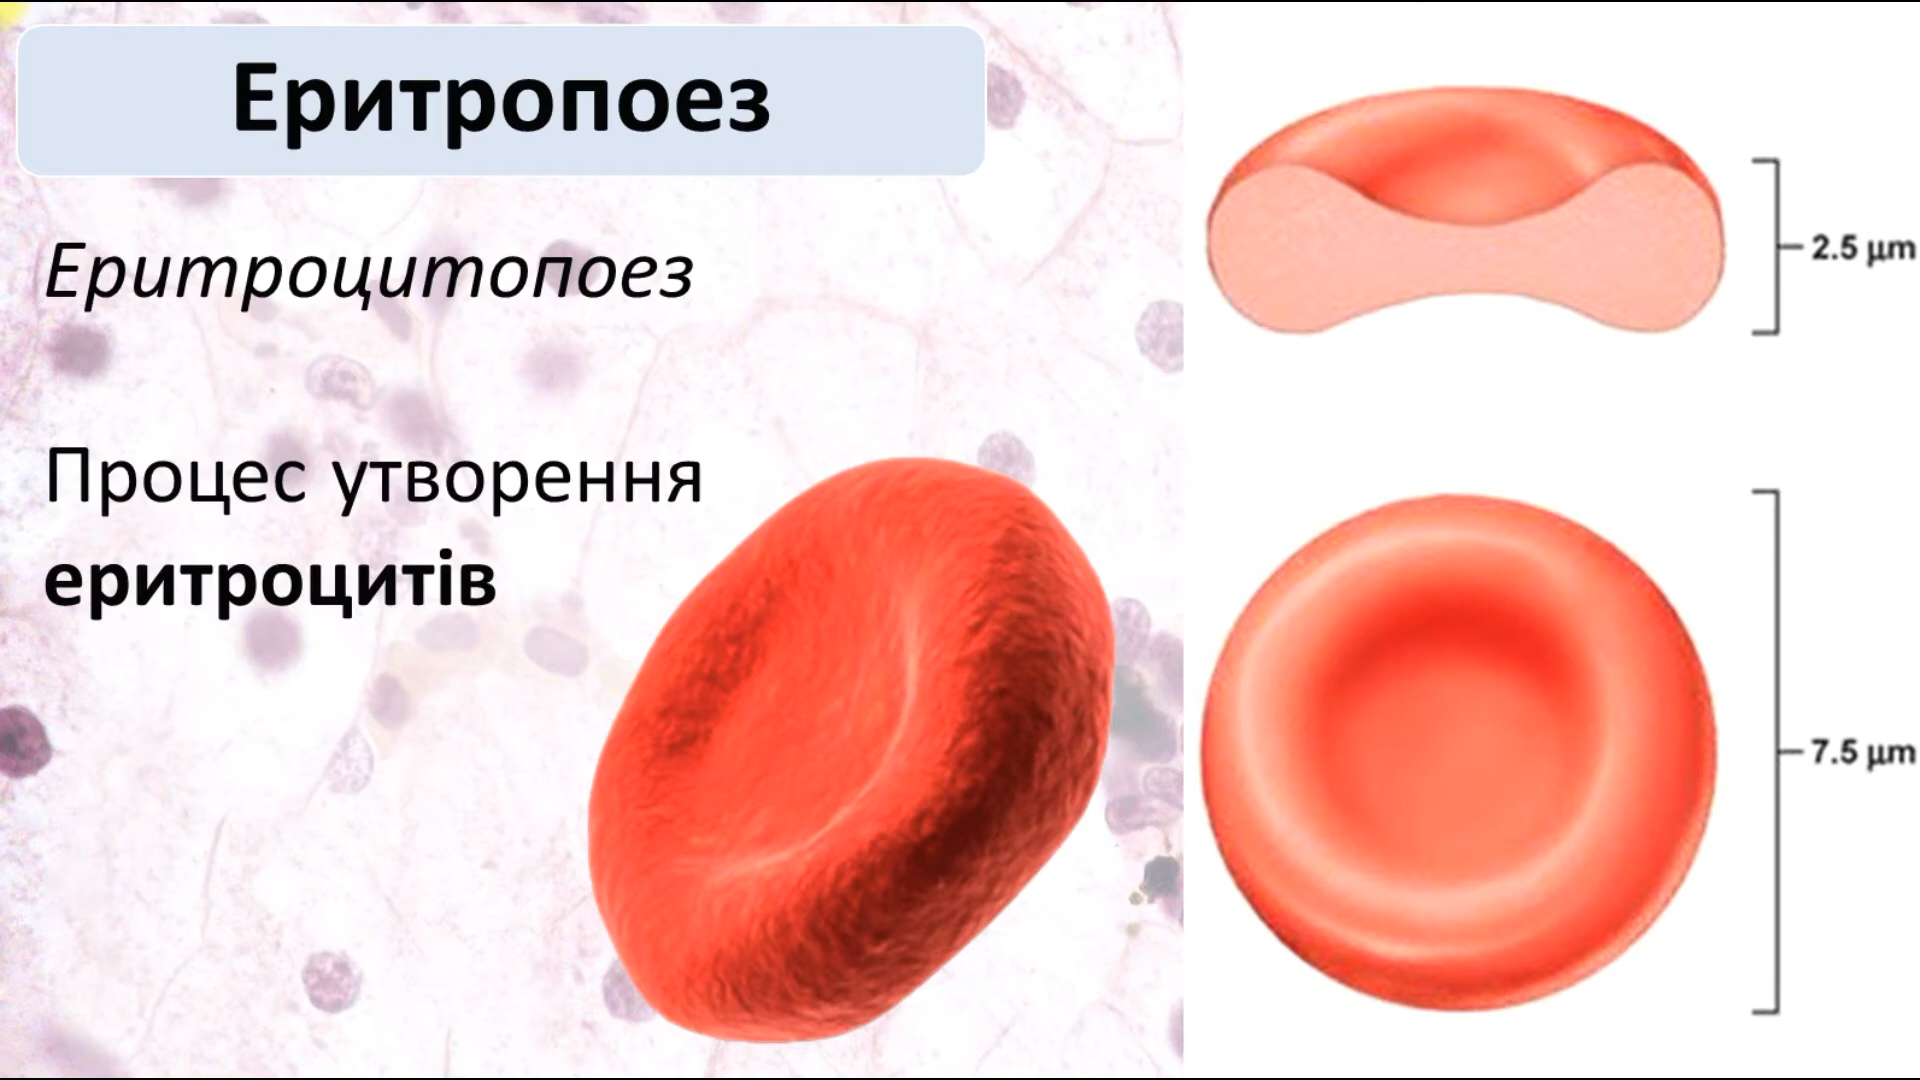 Еритропоез
Еритроцитопоез
Процес утворення
еритроцитів
2.5 µm
7.5 µm